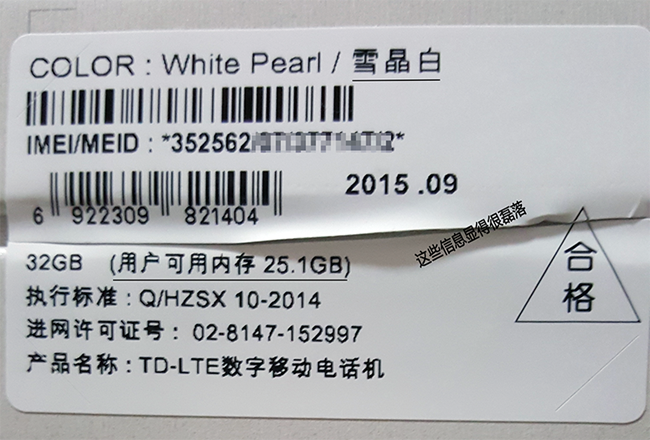 COLOR : White Pearl / 雪晶白
IMEI/MEID : *352562/
2015 .09
6 922309 821404
这些信息显得很磊落
32GB (用户可用内存 25.1GB)
合格
执行标准 : Q/HZSX 10-2014
进网许可证号 : 02-8147-152997
产品名称 : TD-LTE数字移动电话机